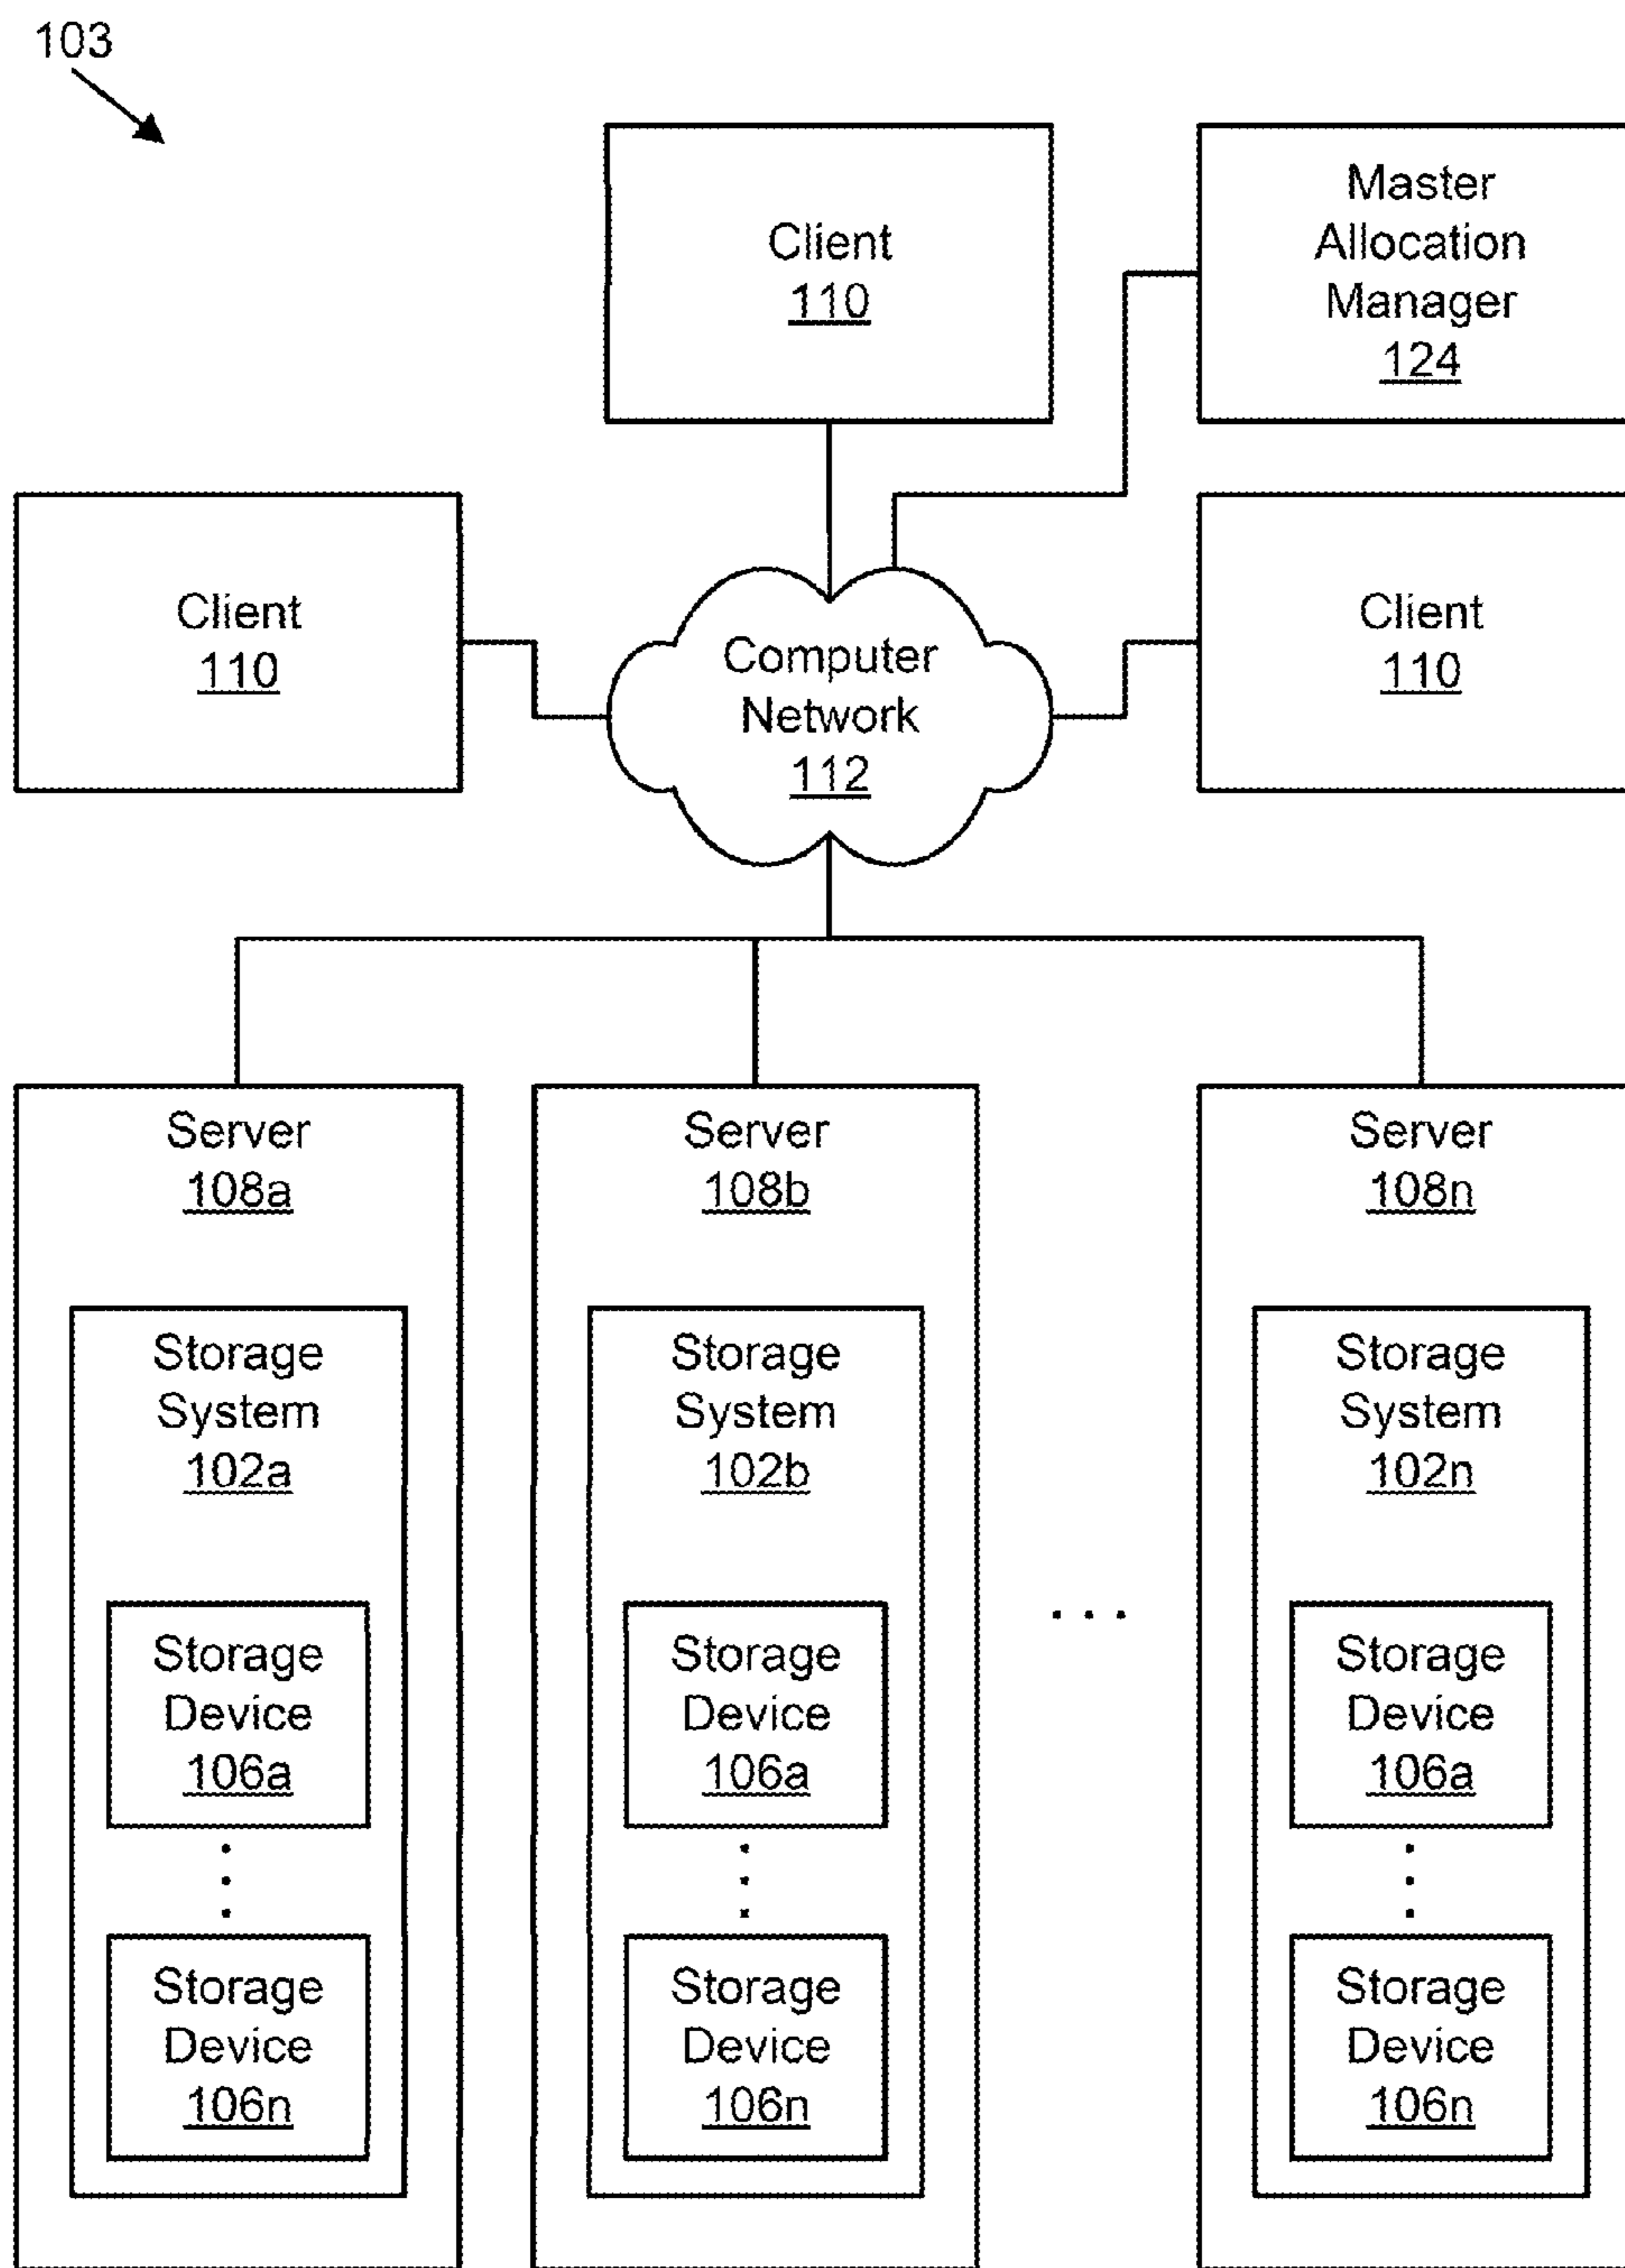 103
Client
110
Master
Allocation
Manager
124
Client
110
Computer
Network
112
Client
110
Server
108a
Storage
System
102a
Storage
Device
106a
Storage
Device
106n
Server
108b
Storage
System
102b
Storage
Device
106a
Storage
Device
106n
. . .
Server
108n
Storage
System
102n
Storage
Device
106a
Storage
Device
106n